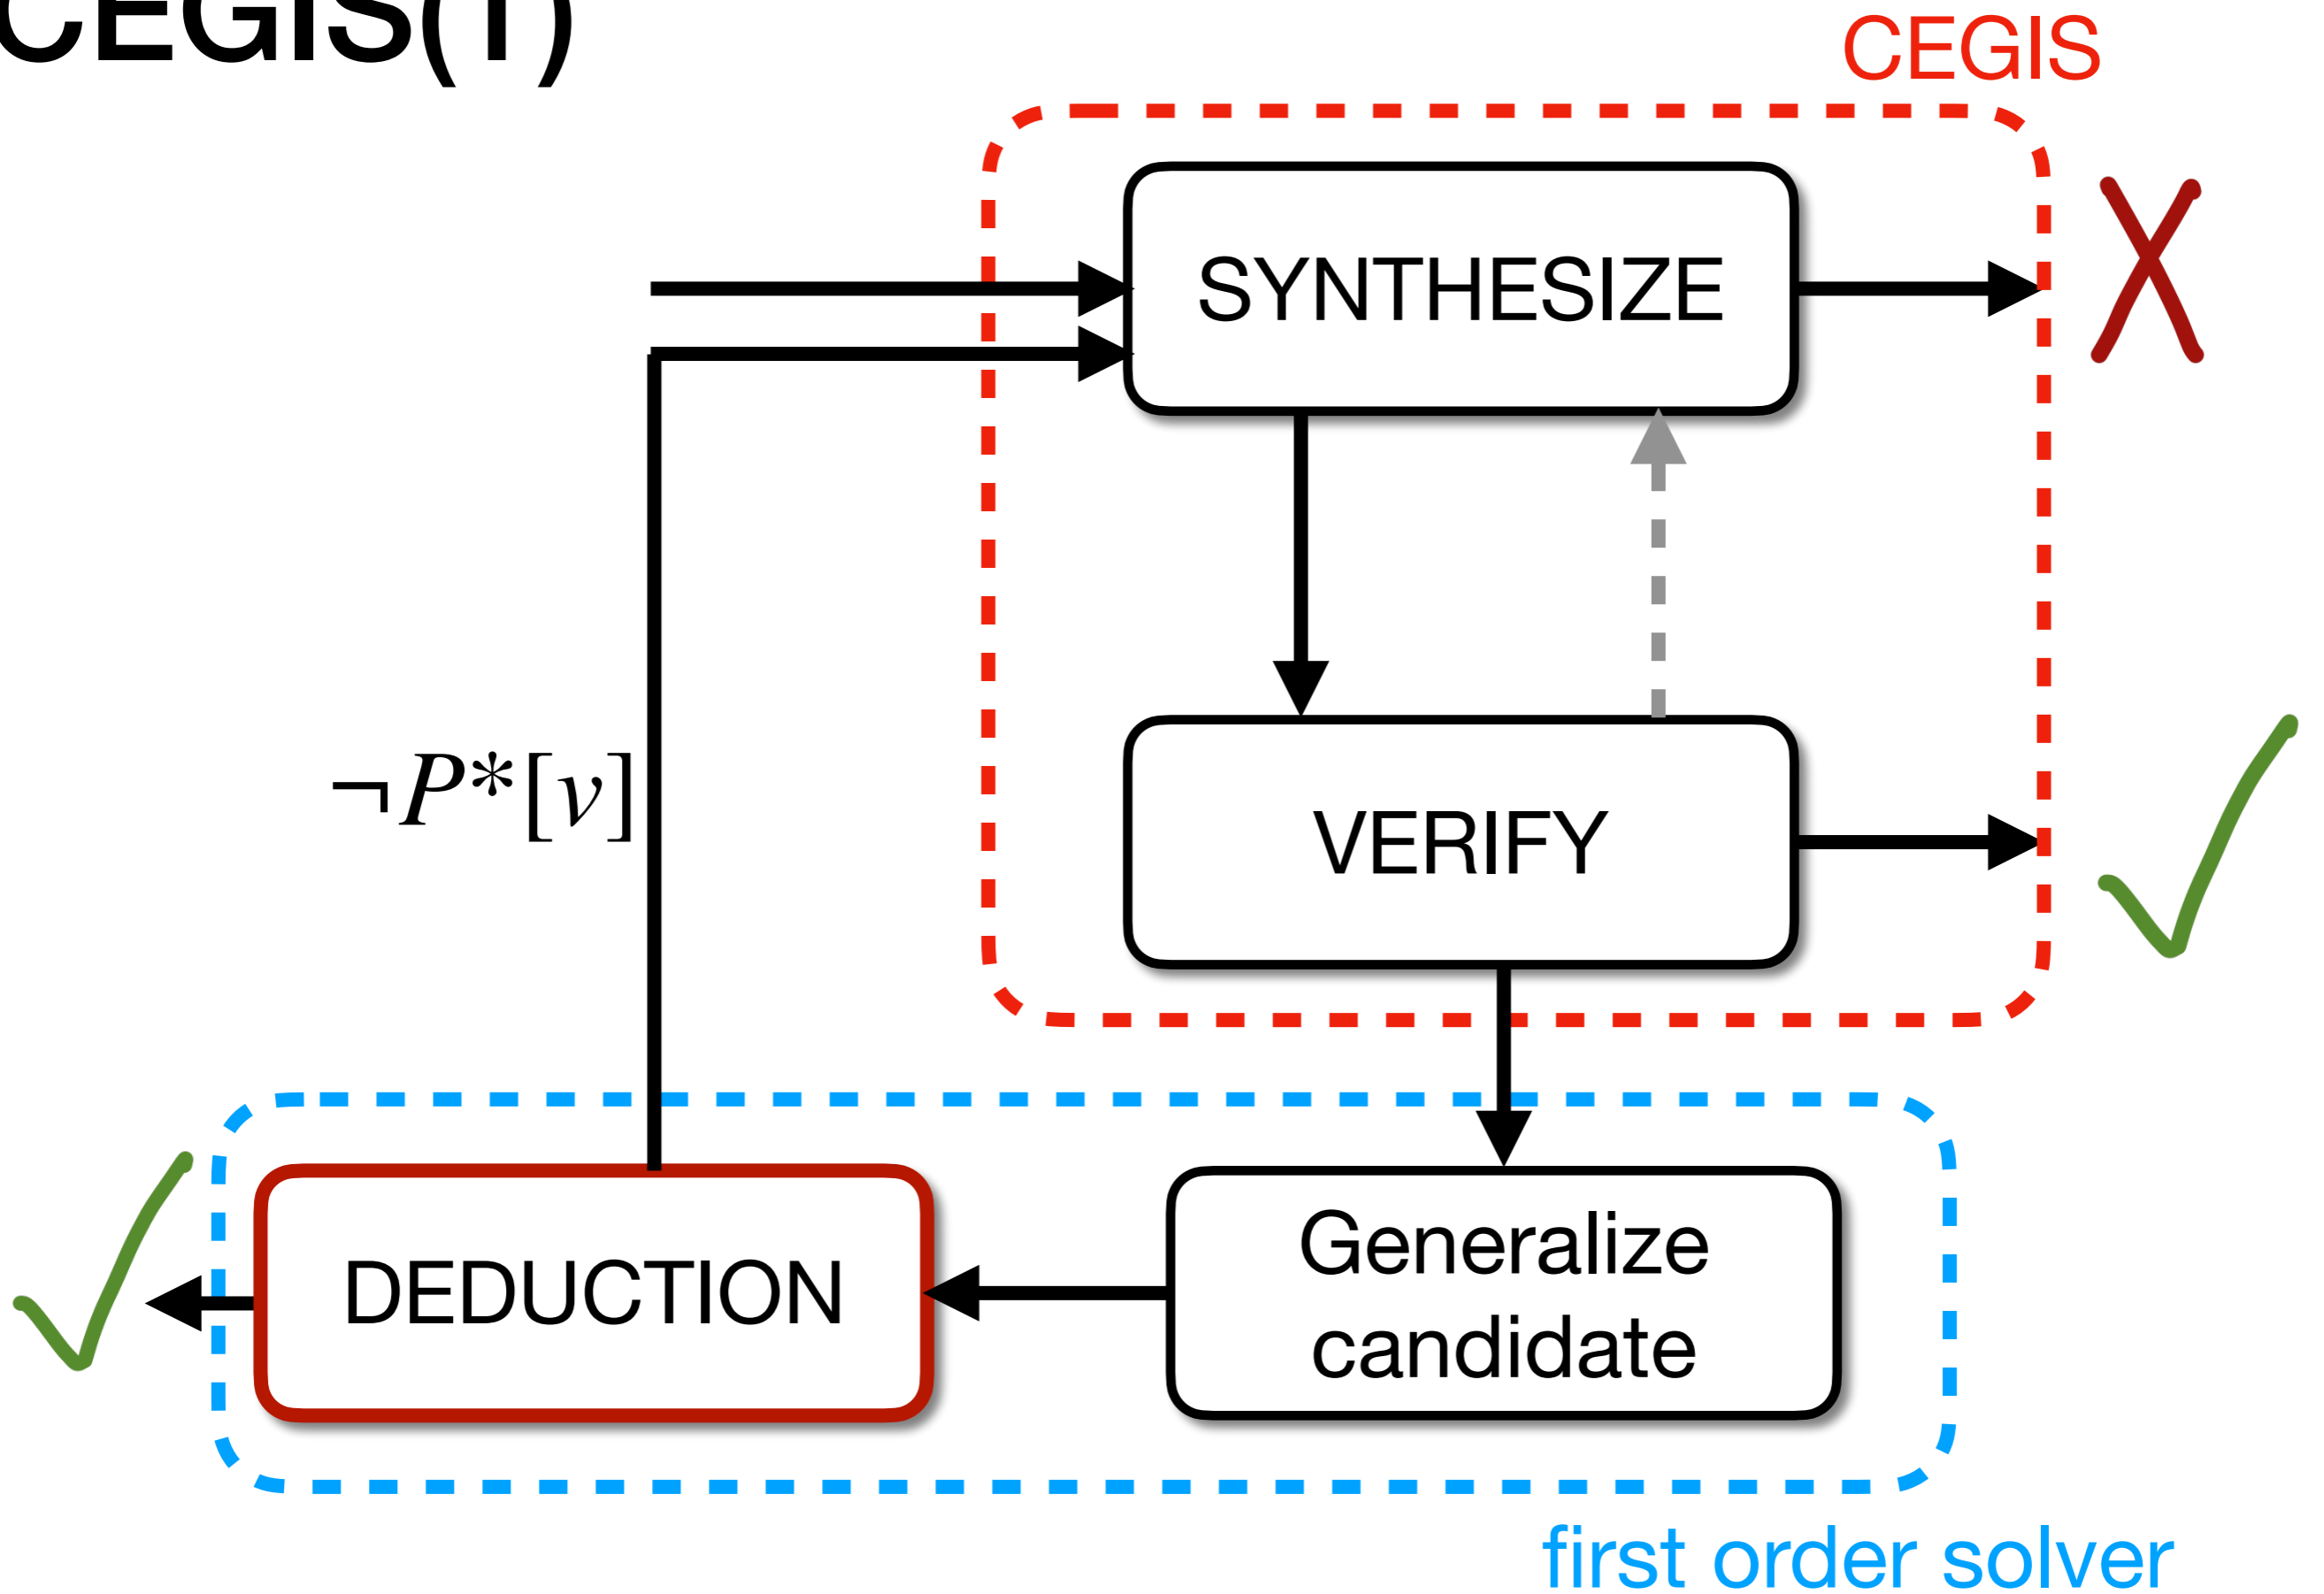 CEGIS(T)
CEGIS
SYNTHESIZE
¬P*[v]
VERIFY
DEDUCTION
Generalize
candidate
first order solver